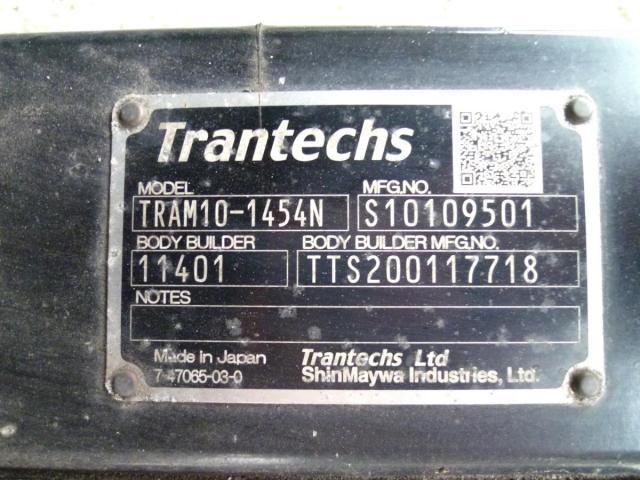 Trantechs
MODEL MFG.NO.
TRAM10-1454N S10109501
BODY BUILDER BODY BUILDER MFG.NO.
11401 TTS200117718
NOTES
Made in Japan Trantechs Ltd
7-47065-03-0 ShinMaywa Industries, Ltd.